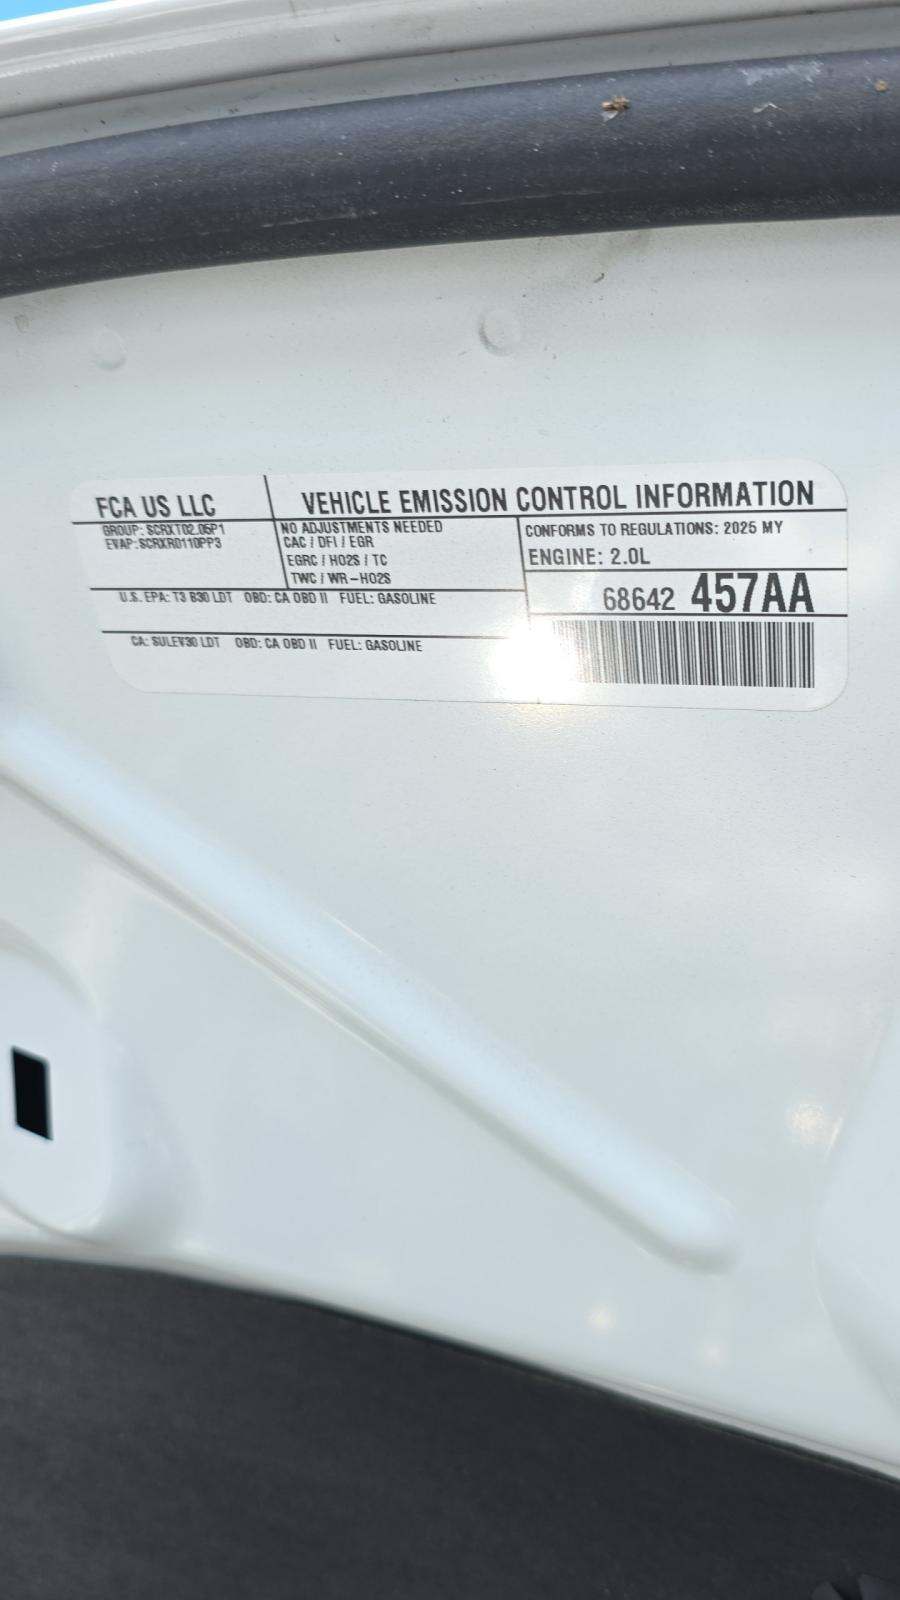 FCA US LLC
VEHICLE EMISSION CONTROL INFORMATION
GROUP: SCRXT02.05P1
EVAP: SCRXR0110PP3
NO ADJUSTMENTS NEEDED
CAC / DFI / EGR
EGRC / HO2S / TC
TWC / WR-HO2S
CONFORMS TO REGULATIONS: 2025 MY
ENGINE: 2.0L
68642 457AA
U.S. EPA: T3 B30 LDT OBD: CA OBD II FUEL: GASOLINE
CA: SULEV30 LDT OBD: CA OBD II FUEL: GASOLINE